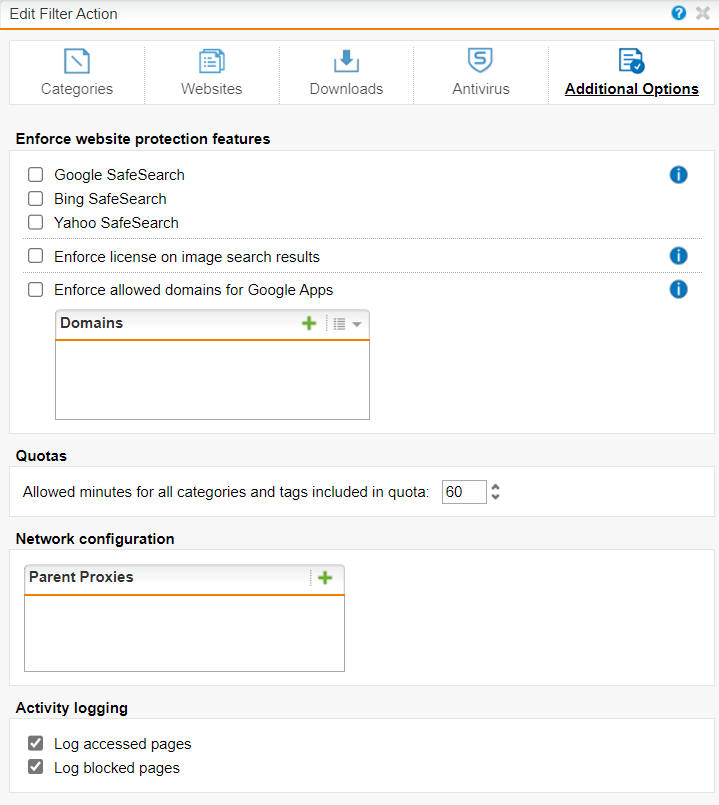 Edit Filter Action
Categories
Websites
Downloads
Antivirus
Additional Options
Enforce website protection features
Google SafeSearch
Bing SafeSearch
Yahoo SafeSearch
Enforce license on image search results
Enforce allowed domains for Google Apps
Domains
Quotas
Allowed minutes for all categories and tags included in quota: 60
Network configuration
Parent Proxies
Activity logging
Log accessed pages
Log blocked pages